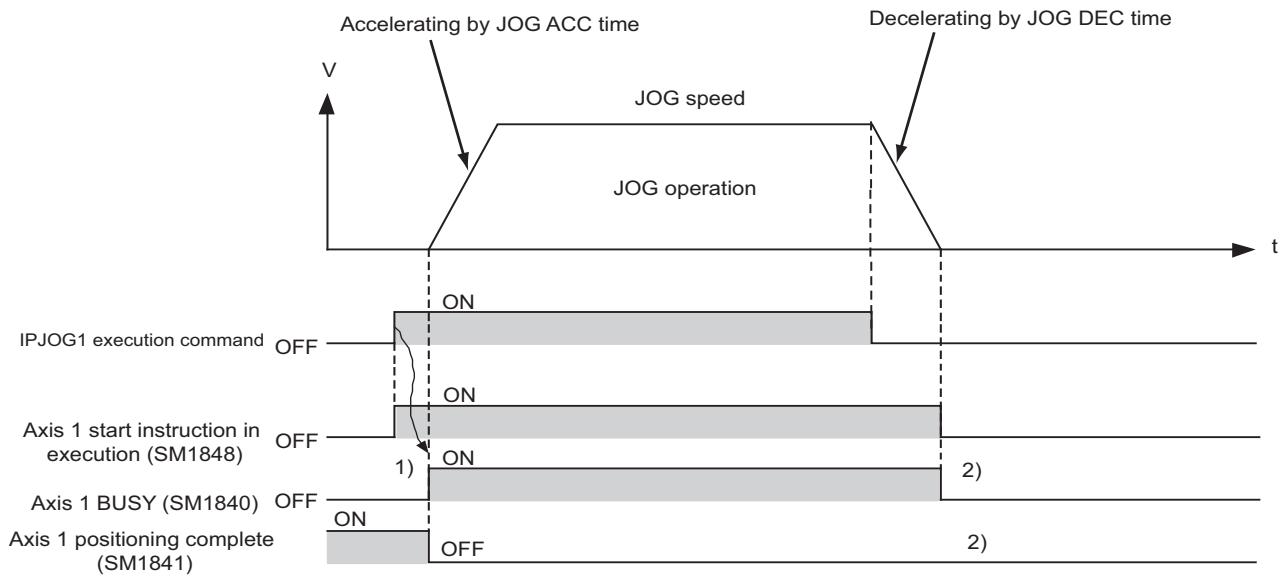 Accelerating by JOG ACC time
Decelerating by JOG DEC time
V
JOG speed
JOG operation
t
ON
IPJOG1 execution command
OFF
ON
Axis 1 start instruction in
execution (SM1848)
OFF
1)
ON
2)
Axis 1 BUSY (SM1840)
OFF
ON
Axis 1 positioning complete
(SM1841)
OFF
2)